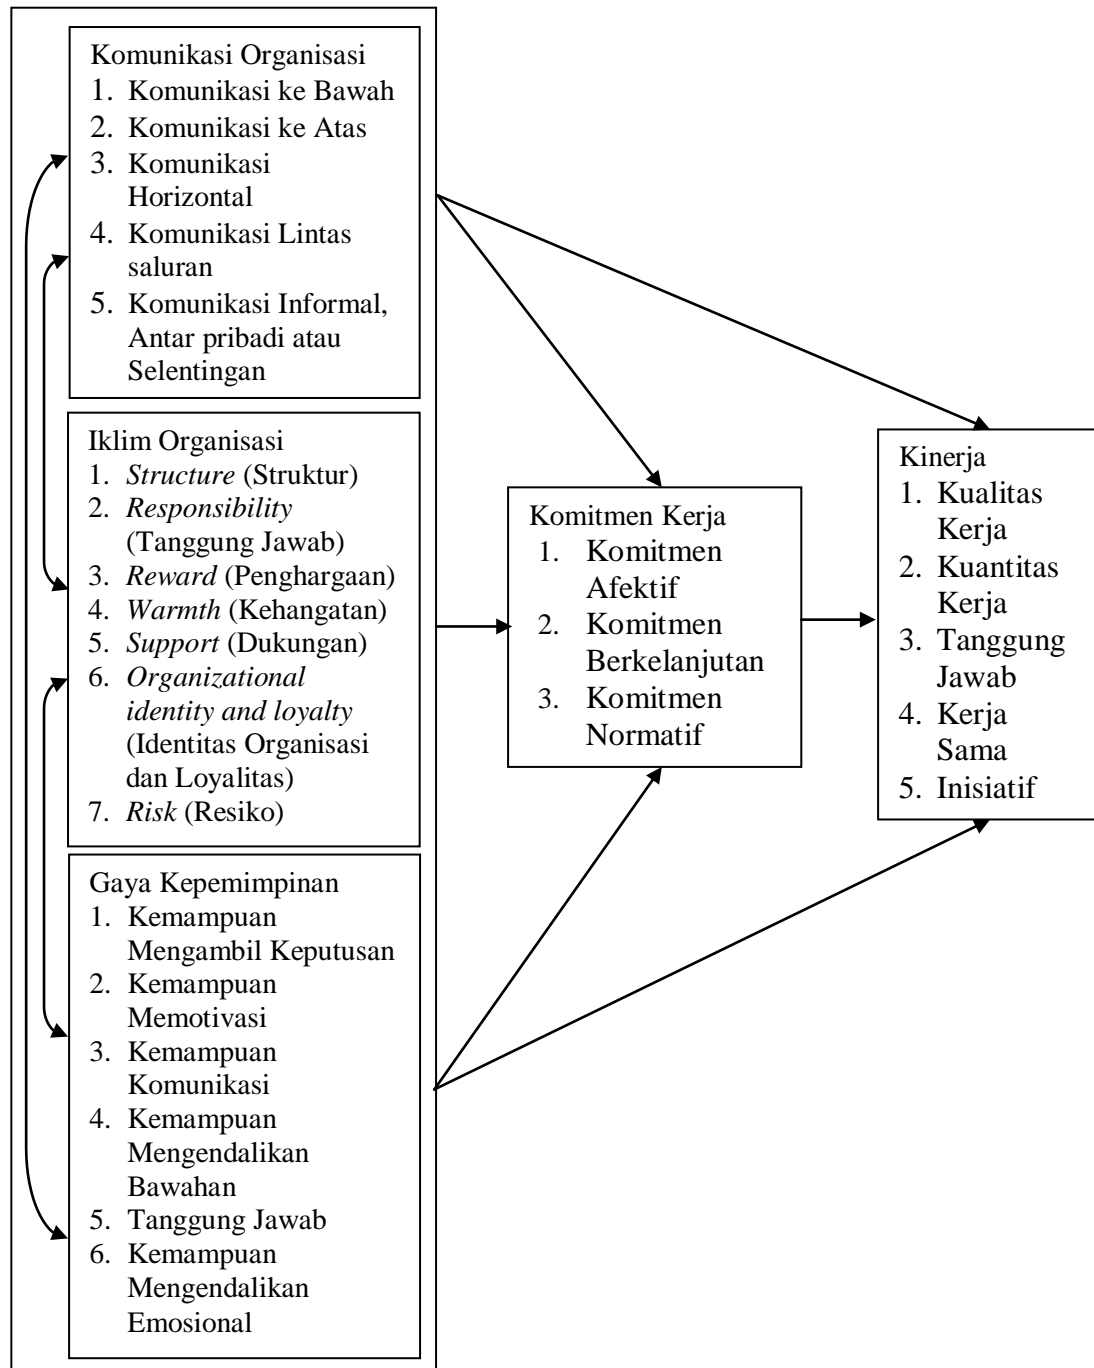 Komunikasi Organisasi
1. Komunikasi ke Bawah
2. Komunikasi ke Atas
3. Komunikasi
Horizontal
4. Komunikasi Lintas
saluran
5. Komunikasi Informal,
Antar pribadi atau
Selentingan
Iklim Organisasi
1. Structure (Struktur)
2. Responsibility
(Tanggung Jawab)
3. Reward (Penghargaan)
4. Warmth (Kehangatan)
5. Support (Dukungan)
6. Organizational
identity and loyalty
(Identitas Organisasi
dan Loyalitas)
7. Risk (Resiko)
Gaya Kepemimpinan
1. Kemampuan
Mengambil Keputusan
2. Kemampuan
Memotivasi
3. Kemampuan
Komunikasi
4. Kemampuan
Mengendalikan
Bawahan
5. Tanggung Jawab
6. Kemampuan
Mengendalikan
Emosional
Komitmen Kerja
1. Komitmen
Afektif
2. Komitmen
Berkelanjutan
3. Komitmen
Normatif
Kinerja
1. Kualitas
Kerja
2. Kuantitas
Kerja
3. Tanggung
Jawab
4. Kerja
Sama
5. Inisiatif